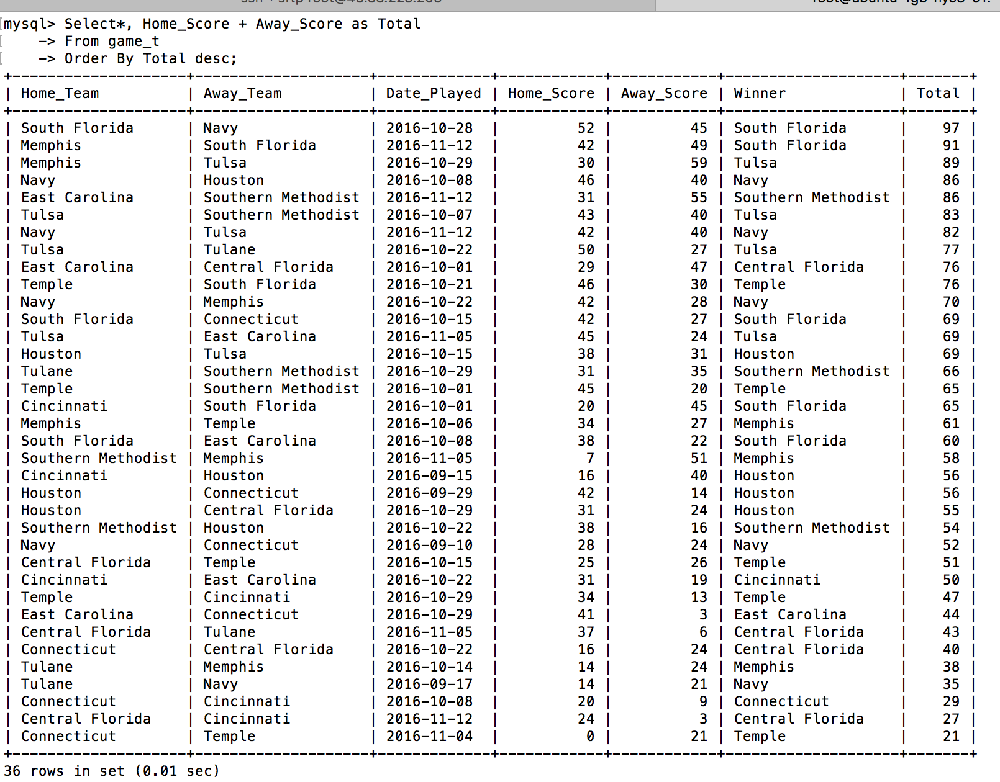 mysql> Select*, Home_Score + Away_Score as Total
    -> From game_t
    -> Order By Total desc;
+--------------------+--------------------+-------------+------------+------------+--------------------+-------+
| Home_Team          | Away_Team          | Date_Played | Home_Score | Away_Score | Winner             | Total |
+--------------------+--------------------+-------------+------------+------------+--------------------+-------+
| South Florida      | Navy               | 2016-10-28  |         52 |         45 | South Florida      |    97 |
| Memphis            | South Florida      | 2016-11-12  |         42 |         49 | South Florida      |    91 |
| Memphis            | Tulsa              | 2016-10-29  |         30 |         59 | Tulsa              |    89 |
| Navy               | Houston            | 2016-10-08  |         46 |         40 | Navy               |    86 |
| East Carolina      | Southern Methodist | 2016-11-12  |         31 |         55 | Southern Methodist |    86 |
| Tulsa              | Southern Methodist | 2016-10-07  |         43 |         40 | Tulsa              |    83 |
| Navy               | Tulsa              | 2016-11-12  |         42 |         40 | Navy               |    82 |
| Tulsa              | Tulane             | 2016-10-22  |         50 |         27 | Tulsa              |    77 |
| East Carolina      | Central Florida    | 2016-10-01  |         29 |         47 | Central Florida    |    76 |
| Temple             | South Florida      | 2016-10-21  |         46 |         30 | Temple             |    76 |
| Navy               | Memphis            | 2016-10-22  |         42 |         28 | Navy               |    70 |
| South Florida      | Connecticut        | 2016-10-15  |         42 |         27 | South Florida      |    69 |
| Tulsa              | East Carolina      | 2016-11-05  |         45 |         24 | Tulsa              |    69 |
| Houston            | Tulsa              | 2016-10-15  |         38 |         31 | Houston            |    69 |
| Tulane             | Southern Methodist | 2016-10-29  |         31 |         35 | Southern Methodist |    66 |
| Temple             | Southern Methodist | 2016-10-01  |         45 |         20 | Temple             |    65 |
| Cincinnati         | South Florida      | 2016-10-01  |         20 |         45 | South Florida      |    65 |
| Memphis            | Temple             | 2016-10-06  |         34 |         27 | Memphis            |    61 |
| South Florida      | East Carolina      | 2016-10-08  |         38 |         22 | South Florida      |    60 |
| Southern Methodist | Memphis            | 2016-11-05  |          7 |         51 | Memphis            |    58 |
| Cincinnati         | Houston            | 2016-09-15  |         16 |         40 | Houston            |    56 |
| Houston            | Connecticut        | 2016-09-29  |         42 |         14 | Houston            |    56 |
| Houston            | Central Florida    | 2016-10-29  |         31 |         24 | Houston            |    55 |
| Southern Methodist | Houston            | 2016-10-22  |         38 |         16 | Southern Methodist |    54 |
| Navy               | Connecticut        | 2016-09-10  |         28 |         24 | Navy               |    52 |
| Central Florida    | Temple             | 2016-10-15  |         25 |         26 | Temple             |    51 |
| Cincinnati         | East Carolina      | 2016-10-22  |         31 |         19 | Cincinnati         |    50 |
| Temple             | Cincinnati         | 2016-10-29  |         34 |         13 | Temple             |    47 |
| East Carolina      | Connecticut        | 2016-10-29  |         41 |          3 | East Carolina      |    44 |
| Central Florida    | Tulane             | 2016-11-05  |         37 |          6 | Central Florida    |    43 |
| Connecticut        | Central Florida    | 2016-10-22  |         16 |         24 | Central Florida    |    40 |
| Tulane             | Memphis            | 2016-10-14  |         14 |         24 | Memphis            |    38 |
| Tulane             | Navy               | 2016-09-17  |         14 |         21 | Navy               |    35 |
| Connecticut        | Cincinnati         | 2016-10-08  |         20 |          9 | Connecticut        |    29 |
| Central Florida    | Cincinnati         | 2016-11-12  |         24 |          3 | Central Florida    |    27 |
| Connecticut        | Temple             | 2016-11-04  |          0 |         21 | Temple             |    21 |
+--------------------+--------------------+-------------+------------+------------+--------------------+-------+
36 rows in set (0.01 sec)